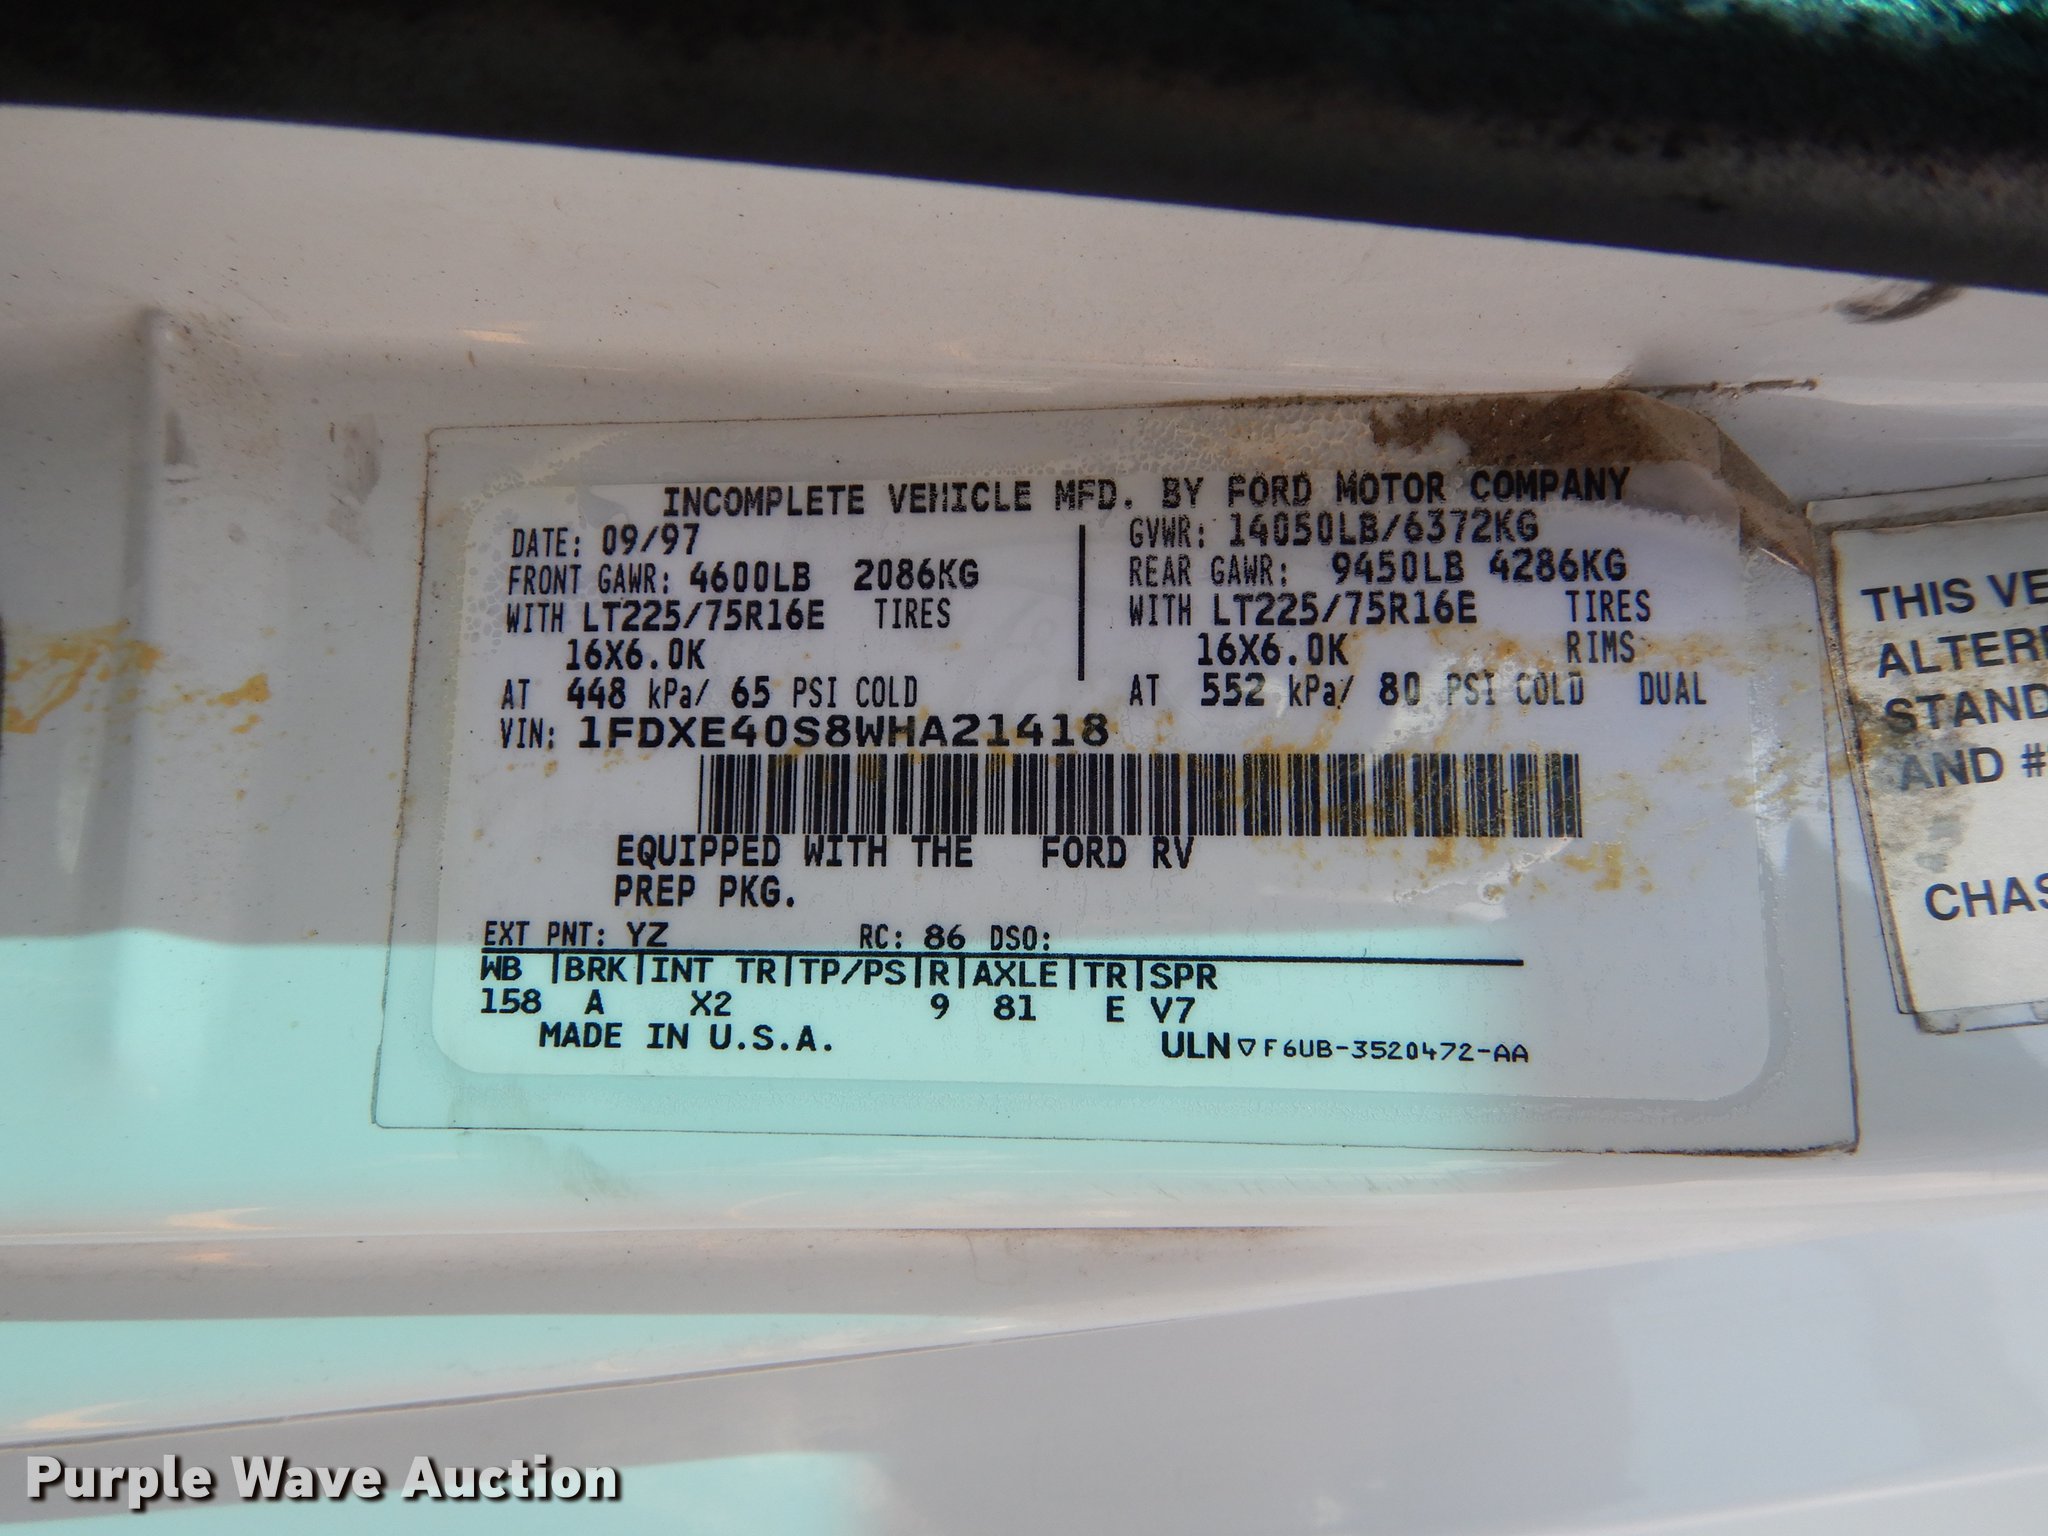 INCOMPLETE VEHICLE MFD. BY FORD MOTOR COMPANY
DATE: 09/97
GVWR: 14050LB/6372KG
FRONT GAWR: 4600LB 2086KG
REAR GAWR: 9450LB 4286KG
WITH LT225/75R16E TIRES
WITH LT225/75R16E TIRES
16X6.0K
16X6.0K RIMS
AT 448 kPa/ 65 PSI COLD
AT 552 kPa/ 80 PSI COLD DUAL
VIN: 1FDXE40S8WHA21418
EQUIPPED WITH THE FORD RV
PREP PKG.
EXT PNT: YZ RC: 86 DSO:
WB |BRK|INT TR|TP/PS|R|AXLE|TR|SPR
158 A X2 9 81 E V7
MADE IN U.S.A.
ULN ▽ F6UB-3520472-AA
THIS VE
ALTER
STAND
AND #
CHAS
Purple Wave Auction